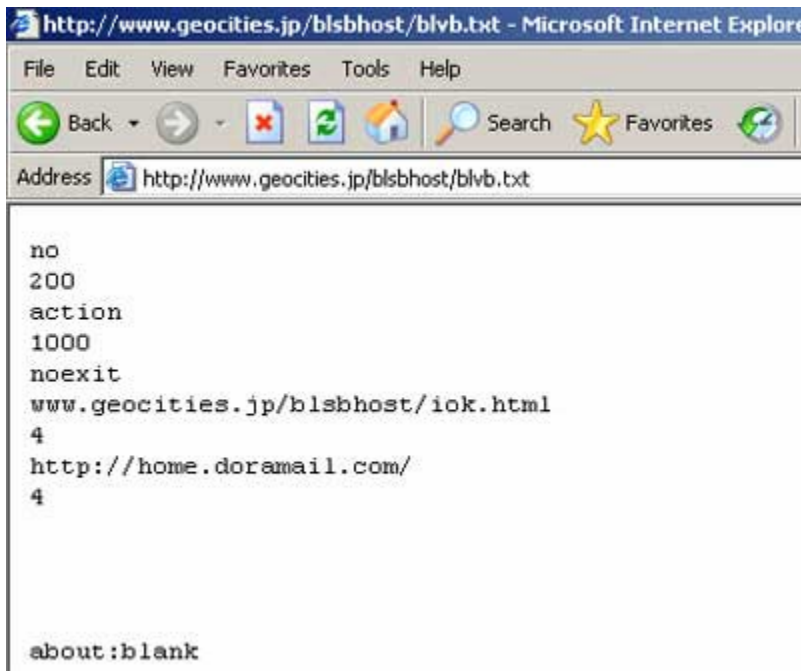 http://www.geocities.jp/blsbhost/blvb.txt - Microsoft Internet Explore
File Edit View Favorites Tools Help
Back Search Favorites
Address http://www.geocities.jp/blsbhost/blvb.txt
no
200
action
1000
noexit
www.geocities.jp/blsbhost/iok.html
4
http://home.doramail.com/
4
about:blank